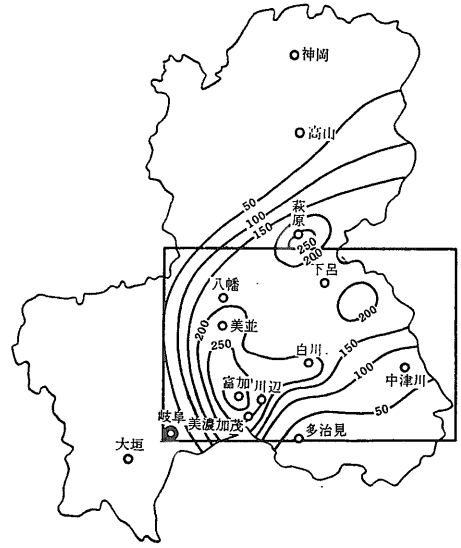 神岡
高山
50
100
150
萩原
250
200
下呂
八幡
200
200
美並
250
150
白川
100
中津川
富加
川辺
50
岐阜
美濃加茂
多治見
大垣